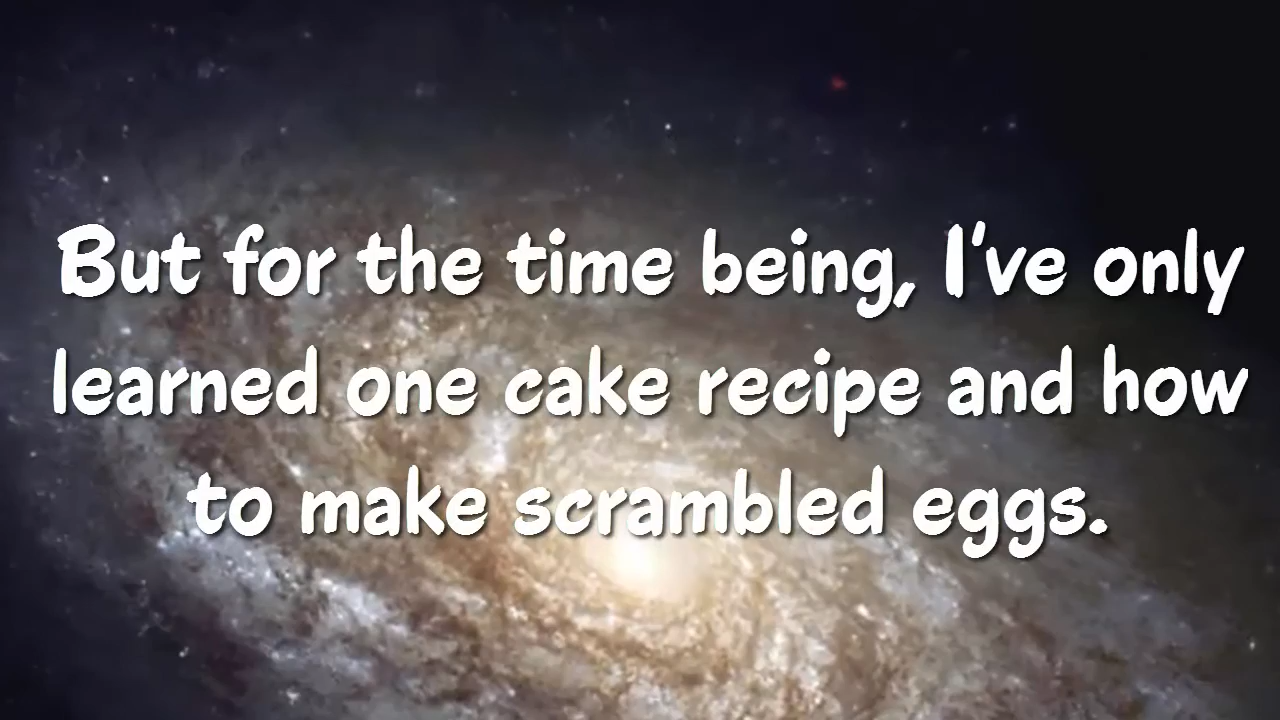 But for the time being, I've only
learned one cake recipe and how
to make scrambled eggs.